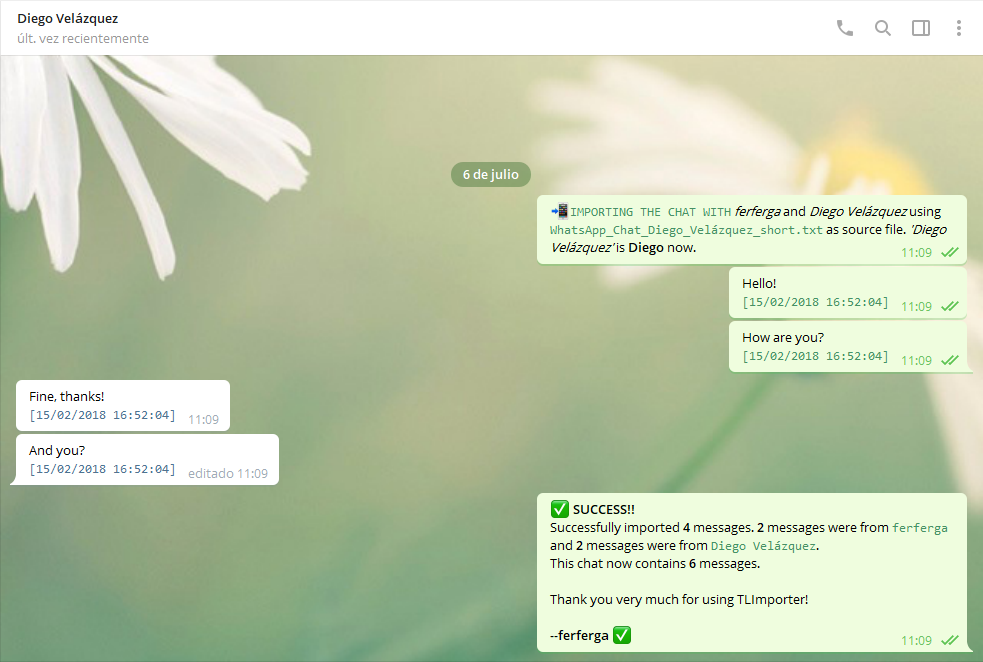 Diego Velázquez
últ. vez recientemente
6 de julio
IMPORTING THE CHAT WITH ferferga and Diego Velázquez using
WhatsApp_Chat_Diego_Velázquez_short.txt as source file. 'Diego
Velázquez' is Diego now.
11:09
Hello!
[15/02/2018 16:52:04] 11:09
How are you?
[15/02/2018 16:52:04] 11:09
Fine, thanks!
[15/02/2018 16:52:04] 11:09
And you?
[15/02/2018 16:52:04] editado 11:09
✅ SUCCESS!!
Successfully imported 4 messages. 2 messages were from ferferga
and 2 messages were from Diego Velázquez.
This chat now contains 6 messages.
Thank you very much for using TLImporter!
--ferferga ✅
11:09